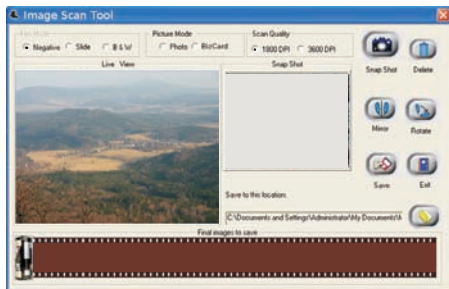 Image Scan Tool
Picture Mode
Scan Quality
Negative Slide B & W
Photo BizCard
1800 DPI 3600 DPI
Live View
Snap Shot
Snap Shot
Delete
Mirror
Rotate
Save
Exit
Save to this location.
C:\Documents and Settings\Administrator\My Documents\
Final images to save